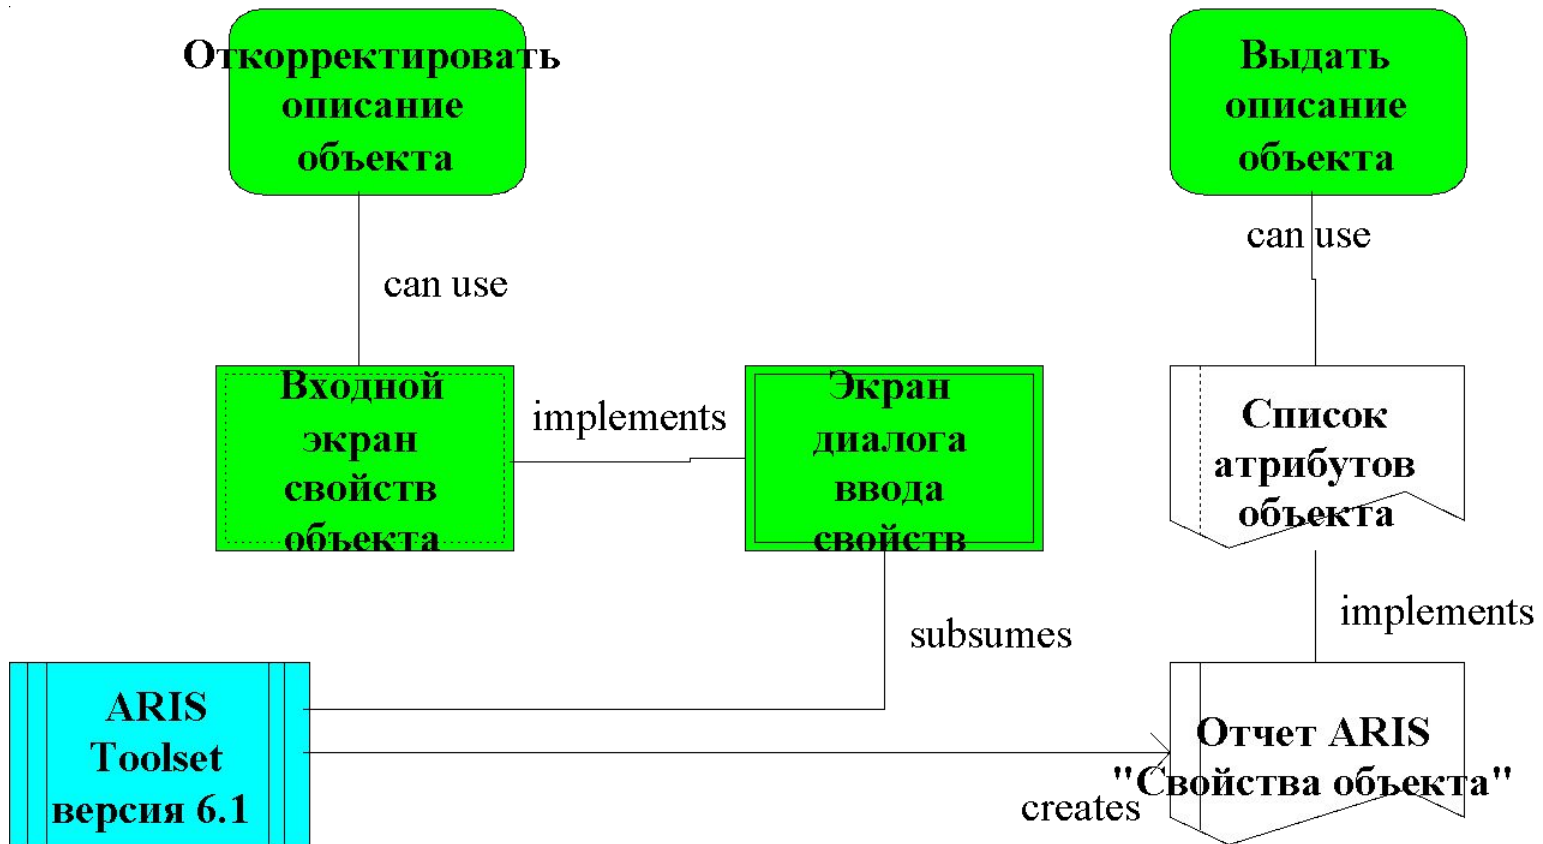 Откорректировать
описание
объекта
Выдать
описание
объекта
can use
can use
Входной
экран
свойств
объекта
implements
Экран
диалога
ввода
свойств
Список
атрибутов
объекта
subsumes
implements
ARIS
Toolset
версия 6.1
creates
Отчет ARIS
"Свойства объекта"